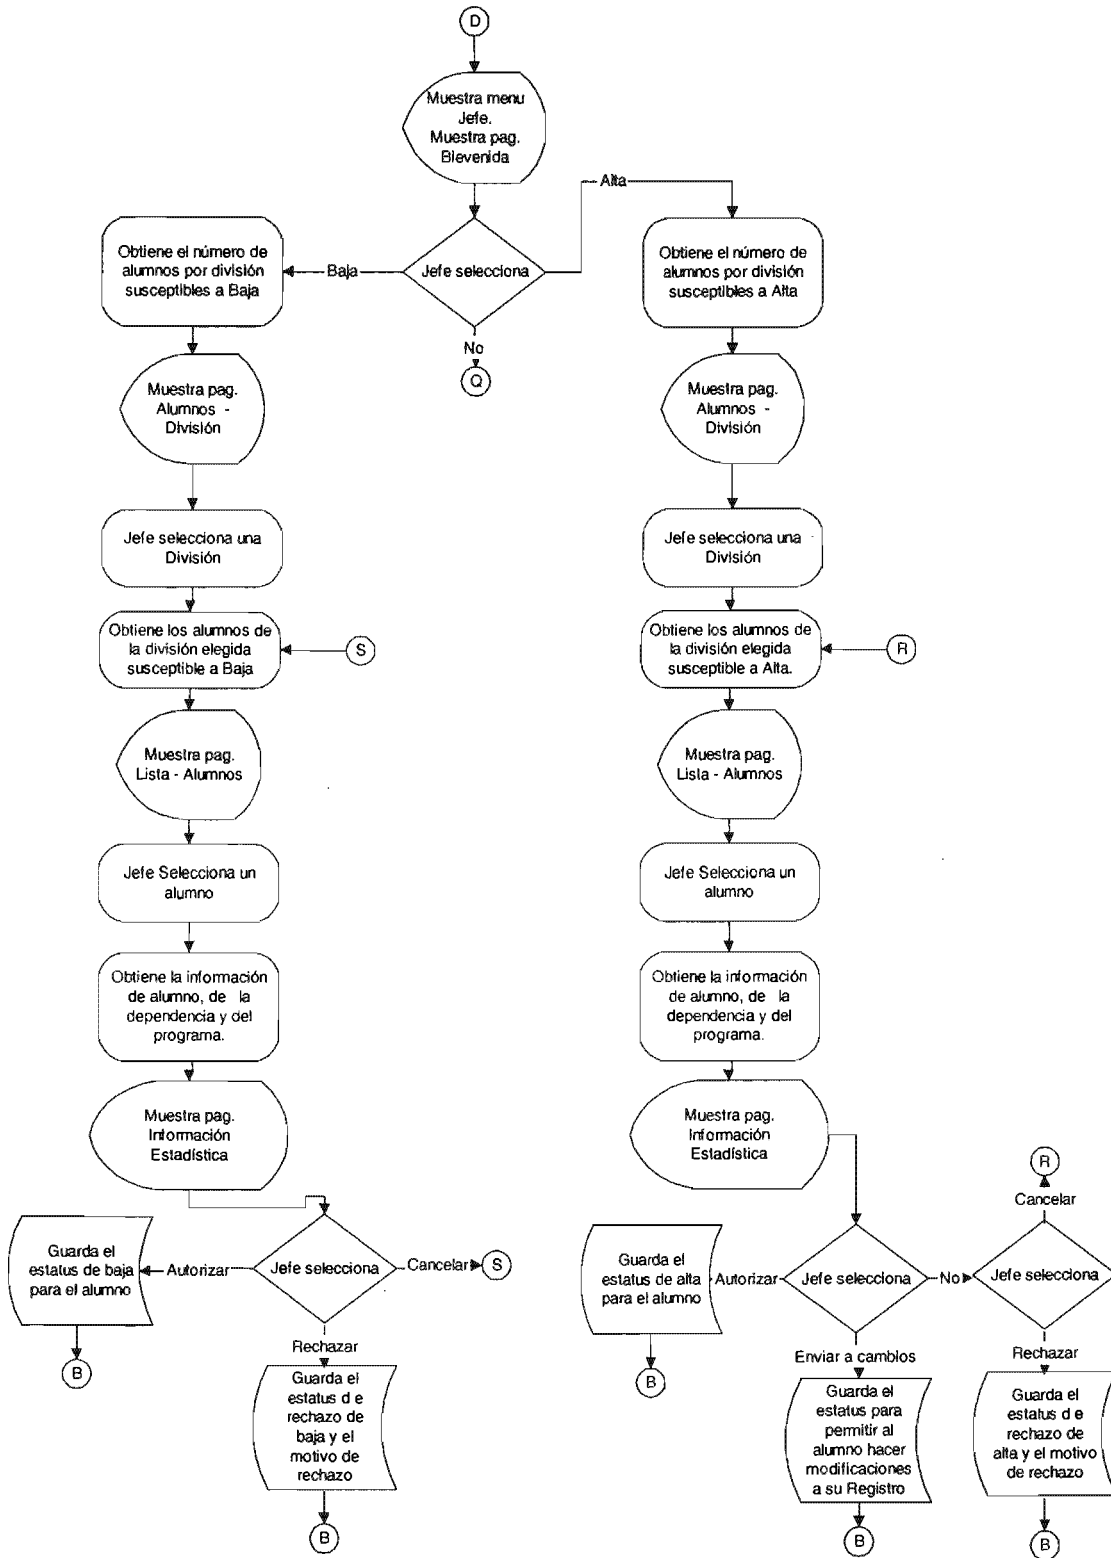 D
Muestra menu
Jefe.
Muestra pag.
Bievenida
Alta
Obtiene el número de
alumnos por división
susceptibles a Baja
Baja
Jefe selecciona
Obtiene el número de
alumnos por división
susceptibles a Alta
No
Q
Muestra pag.
Alumnos -
División
Muestra pag.
Alumnos -
División
Jefe selecciona una
División
Jefe selecciona una
División
Obtiene los alumnos de
la división elegida
susceptible a Baja
S
Obtiene los alumnos de
la división elegida
susceptible a Alta.
R
Muestra pag.
Lista - Alumnos
Muestra pag.
Lista - Alumnos
Jefe Selecciona un
alumno
Jefe Selecciona un
alumno
Obtiene la información
de alumno, de la
dependencia y del
programa.
Obtiene la información
de alumno, de la
dependencia y del
programa.
Muestra pag.
Información
Estadística
Muestra pag.
Información
Estadística
R
Cancelar
Guarda el
estatus de baja
para el alumno
Autorizar
Jefe selecciona
Cancelar
S
Guarda el
estatus de alta
para el alumno
Autorizar
Jefe selecciona
No
Jefe selecciona
B
Rechazar
Guarda el
estatus d e
rechazo de
baja y el
motivo de
rechazo
B
B
Enviar a cambios
Guarda el
estatus para
permitir al
alumno hacer
modificaciones
a su Registro
B
Rechazar
Guarda el
estatus d e
rechazo de
alta y el motivo
de rechazo
B